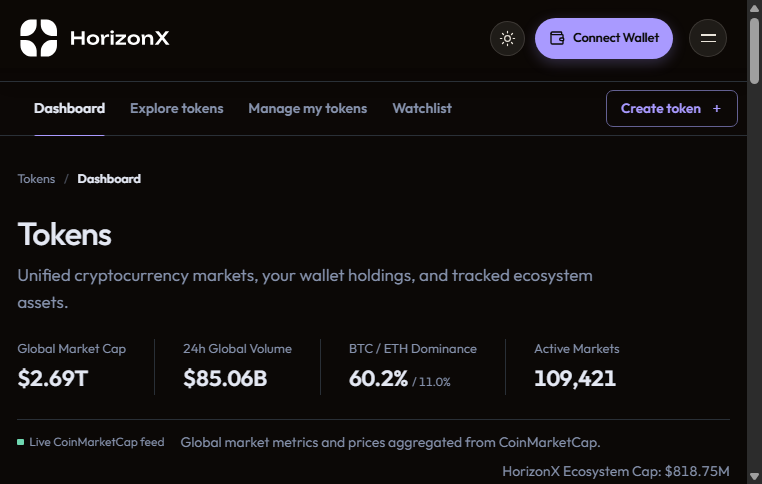 HorizonX
Connect Wallet
Dashboard Explore tokens Manage my tokens Watchlist Create token +
Tokens / Dashboard
Tokens
Unified cryptocurrency markets, your wallet holdings, and tracked ecosystem
assets.
Global Market Cap 24h Global Volume BTC / ETH Dominance Active Markets
$2.69T $85.06B 60.2% / 11.0% 109,421
Live CoinMarketCap feed Global market metrics and prices aggregated from CoinMarketCap.
HorizonX Ecosystem Cap: $818.75M